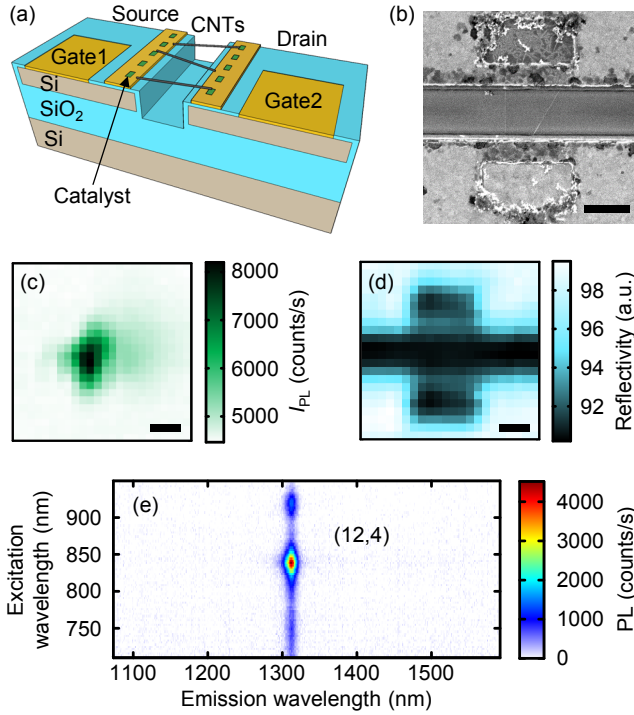 (a)
Source
CNTs
Drain
Gate1
Gate2
Si
SiO2
Si
Catalyst
(b)
(c)
8000
7000
6000
5000
IPL (counts/s)
(d)
98
96
94
92
Reflectivity (a.u.)
(e)
(12,4)
900
850
800
750
Excitation
wavelength (nm)
1100 1200 1300 1400 1500
Emission wavelength (nm)
4000
3000
2000
1000
0
PL (counts/s)